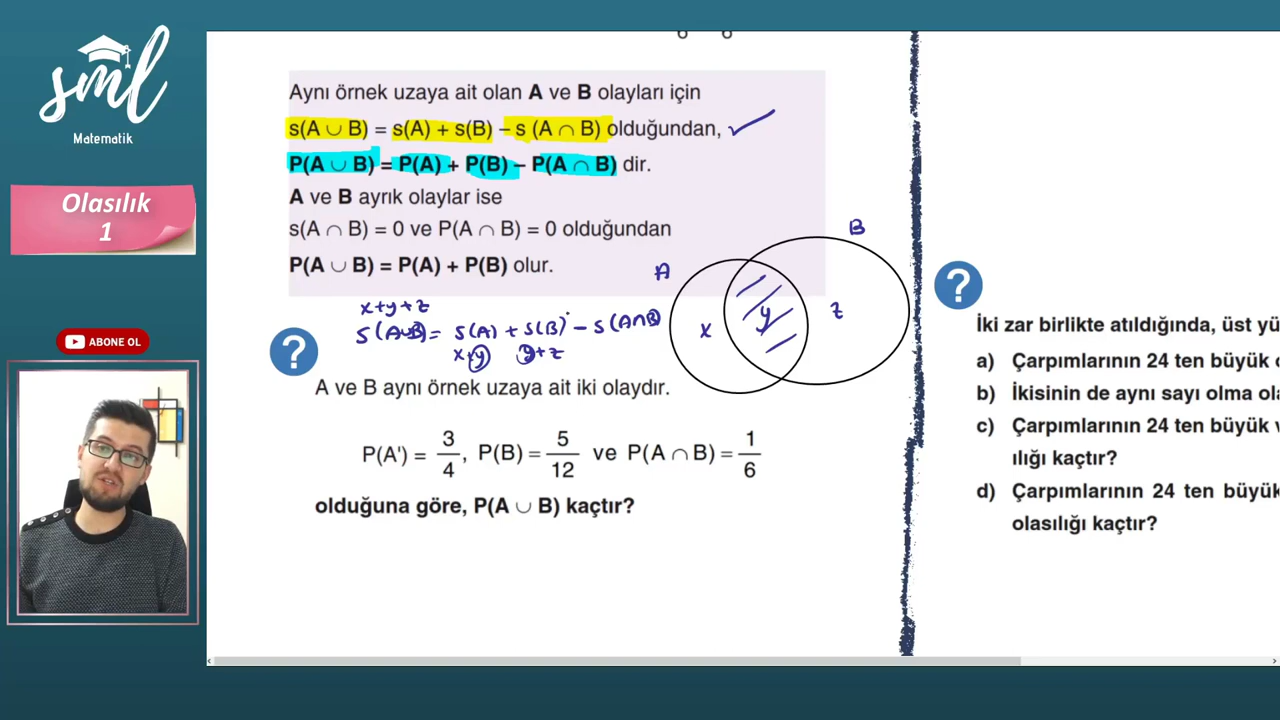 sml
Matematik
Olasılık
1
ABONE OL
Aynı örnek uzaya ait olan A ve B olayları için
s(A ∪ B) = s(A) + s(B) – s (A ∩ B) olduğundan,
P(A ∪ B) = P(A) + P(B) – P(A ∩ B) dir.
A ve B ayrık olaylar ise
s(A ∩ B) = 0 ve P(A ∩ B) = 0 olduğundan
P(A ∪ B) = P(A) + P(B) olur.
A
B
x
y
z
x+y+z
s(A∪B) = s(A) + s(B) – s(A∩B)
x+y y+z
?
A ve B aynı örnek uzaya ait iki olaydır.
P(A') = 3/4, P(B) = 5/12 ve P(A ∩ B) = 1/6
olduğuna göre, P(A ∪ B) kaçtır?
?
İki zar birlikte atıldığında, üst yü
a) Çarpımlarının 24 ten büyük
b) İkisinin de aynı sayı olma ola
c) Çarpımlarının 24 ten büyük v
ılığı kaçtır?
d) Çarpımlarının 24 ten büyük
olasılığı kaçtır?